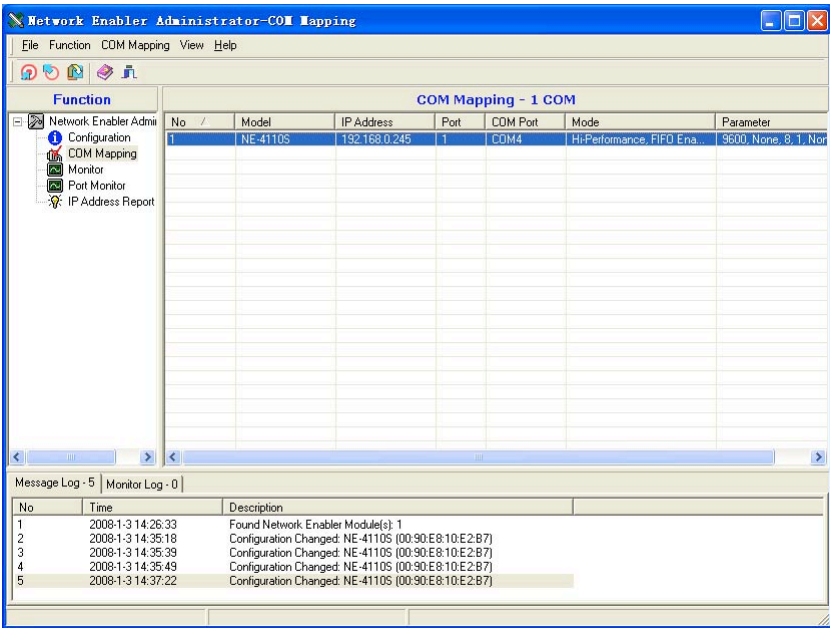 Network Enabler Administrator-COM Mapping
File Function COM Mapping View Help
Function
COM Mapping - 1 COM
Network Enabler Admii
Configuration
COM Mapping
Monitor
Port Monitor
IP Address Report
No Model IP Address Port COM Port Mode Parameter
1 NE-4110S 192.168.0.245 1 COM4 Hi-Performance, FIFO Ena... 9600, None, 8, 1, Nor
Message Log - 5 Monitor Log - 0
No Time Description
1 2008-1-3 14:26:33 Found Network Enabler Module(s): 1
2 2008-1-3 14:35:18 Configuration Changed: NE-4110S (00:90:E8:10:E2:B7)
3 2008-1-3 14:35:39 Configuration Changed: NE-4110S (00:90:E8:10:E2:B7)
4 2008-1-3 14:35:49 Configuration Changed: NE-4110S (00:90:E8:10:E2:B7)
5 2008-1-3 14:37:22 Configuration Changed: NE-4110S (00:90:E8:10:E2:B7)